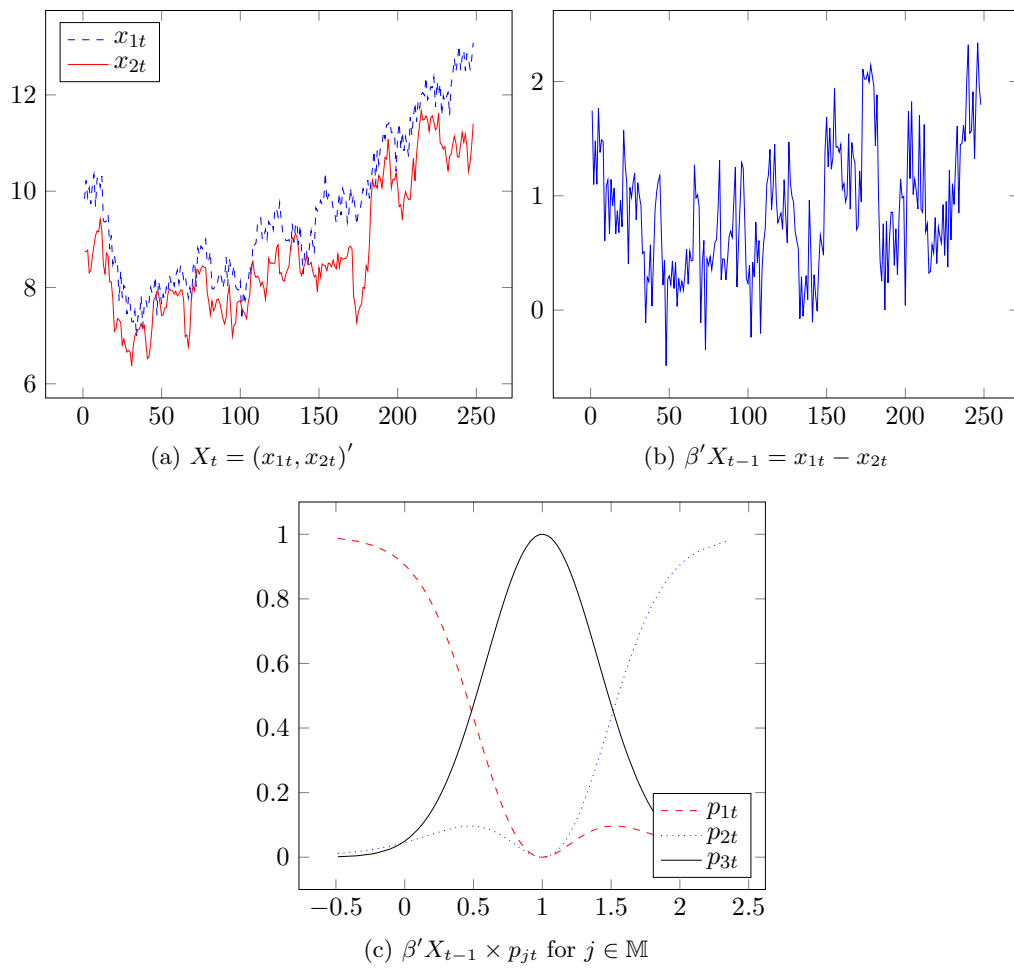 x₁ₜ
x₂ₜ
12
10
8
6
0 50 100 150 200 250
(a) Xₜ = (x₁ₜ, x₂ₜ)′
2
1
0
0 50 100 150 200 250
(b) β′Xₜ₋₁ = x₁ₜ − x₂ₜ
1
0.8
0.6
0.4
0.2
0
p₁ₜ
p₂ₜ
p₃ₜ
−0.5 0 0.5 1 1.5 2 2.5
(c) β′Xₜ₋₁ × pⱼₜ for j ∈ 𝕄